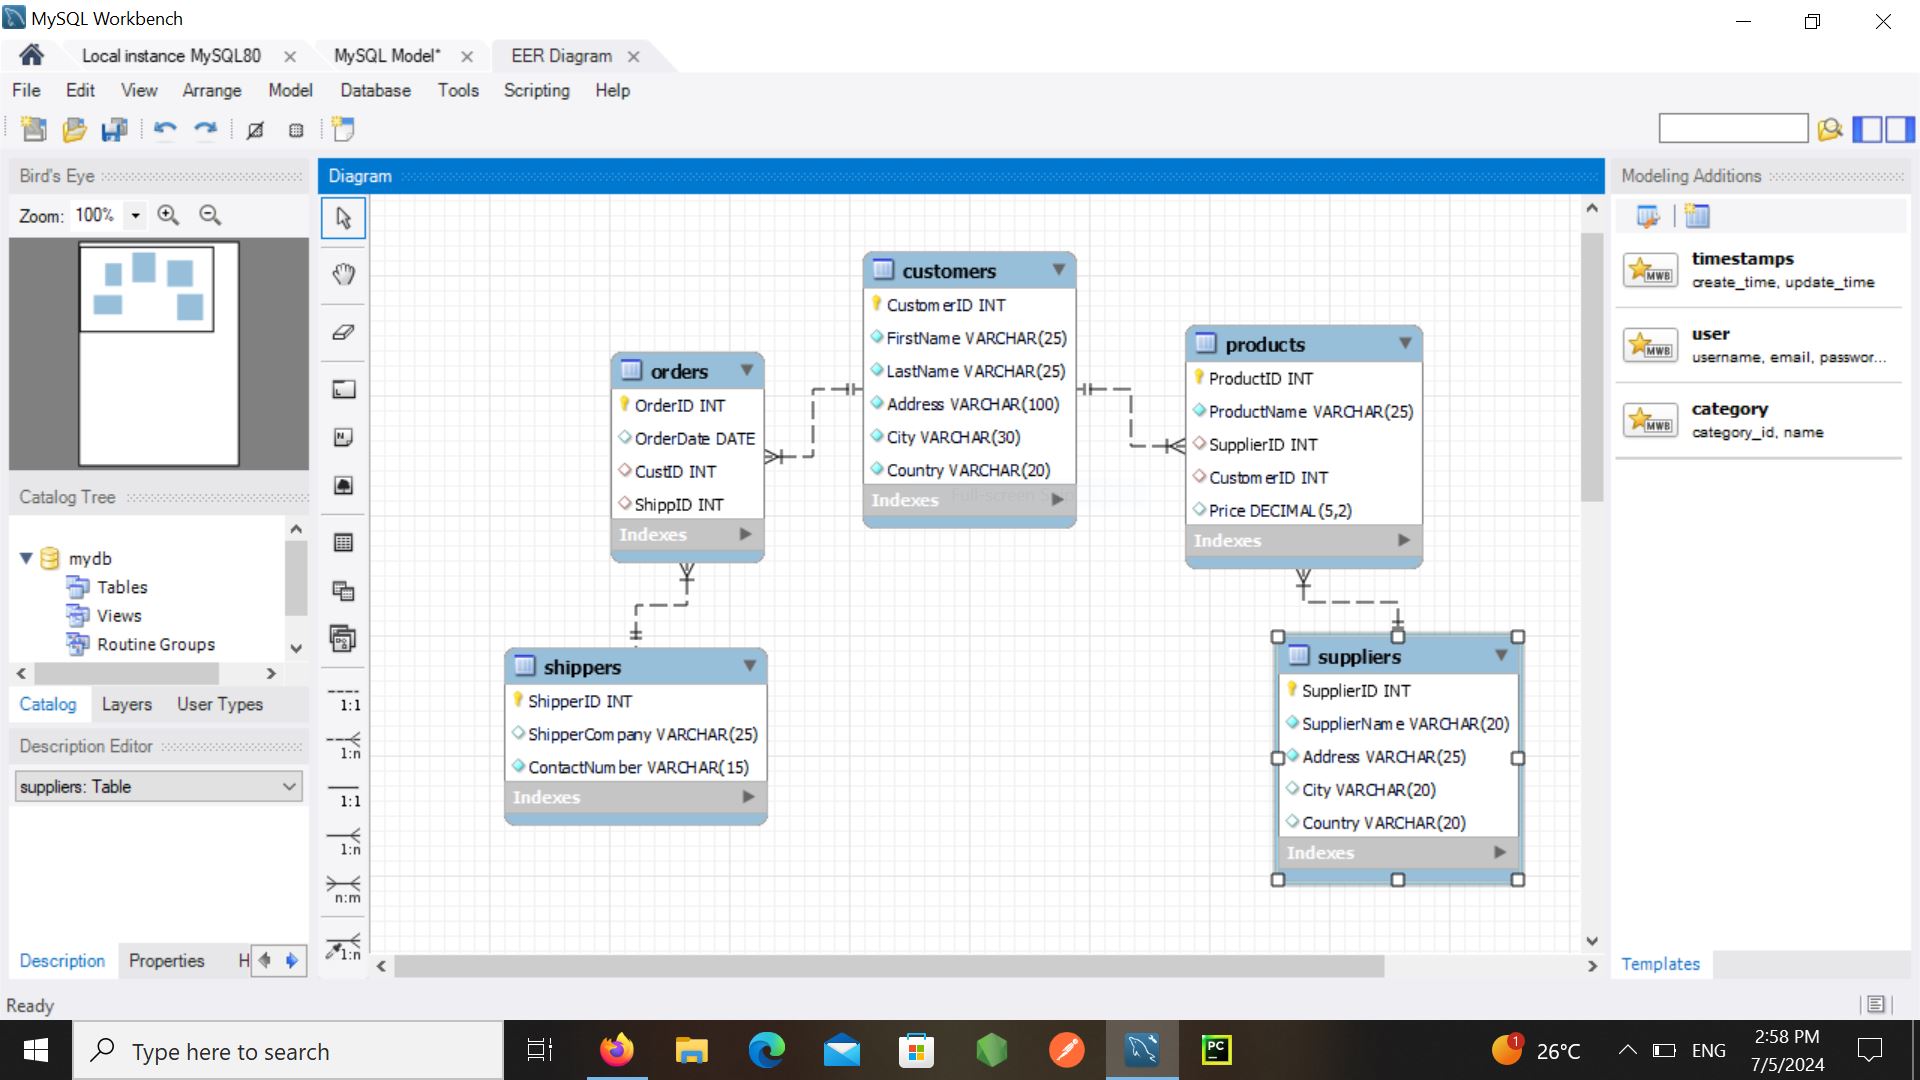 MySQL Workbench
Local instance MySQL80
MySQL Model*
EER Diagram
File Edit View Arrange Model Database Tools Scripting Help
Bird's Eye
Zoom: 100%
Catalog Tree
mydb
Tables
Views
Routine Groups
Catalog Layers User Types
Description Editor
suppliers: Table
Description Properties H
Ready
Diagram
1:1
1:n
1:1
1:n
n:m
1:n
orders
OrderID INT
OrderDate DATE
CustID INT
ShippID INT
Indexes
customers
CustomerID INT
FirstName VARCHAR(25)
LastName VARCHAR(25)
Address VARCHAR(100)
City VARCHAR(30)
Country VARCHAR(20)
Indexes
products
ProductID INT
ProductName VARCHAR(25)
SupplierID INT
CustomerID INT
Price DECIMAL(5,2)
Indexes
shippers
ShipperID INT
ShipperCompany VARCHAR(25)
ContactNumber VARCHAR(15)
Indexes
suppliers
SupplierID INT
SupplierName VARCHAR(20)
Address VARCHAR(25)
City VARCHAR(20)
Country VARCHAR(20)
Indexes
Modeling Additions
MWB
timestamps
create_time, update_time
MWB
user
username, email, passwor...
MWB
category
category_id, name
Templates
Type here to search
PC
1
26°C
ENG
2:58 PM
7/5/2024